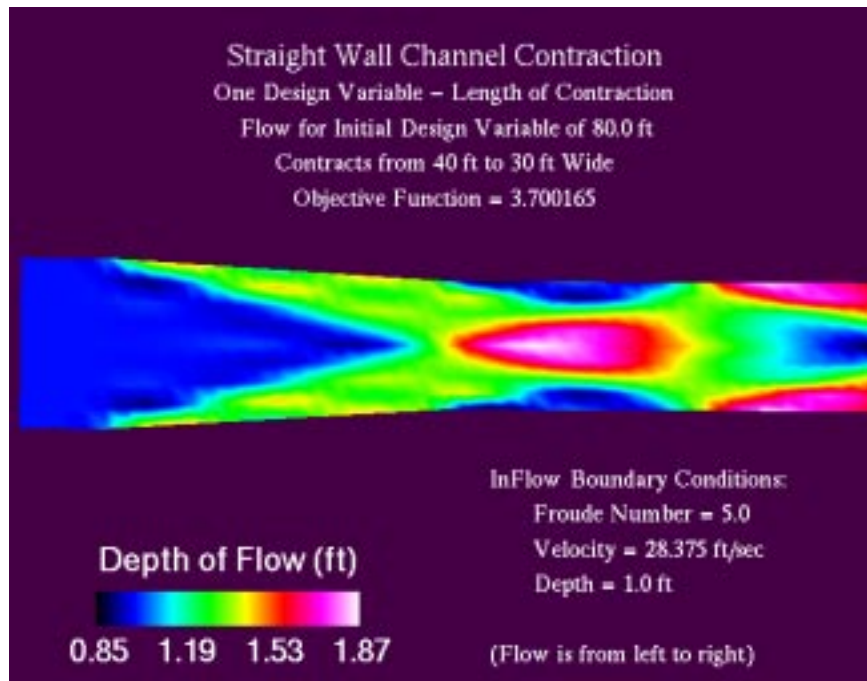 Straight Wall Channel Contraction
One Design Variable – Length of Contraction
Flow for Initial Design Variable of 80.0 ft
Contracts from 40 ft to 30 ft Wide
Objective Function = 3.700165
InFlow Boundary Conditions:
Froude Number = 5.0
Velocity = 28.375 ft/sec
Depth = 1.0 ft
Depth of Flow (ft)
0.85 1.19 1.53 1.87
(Flow is from left to right)